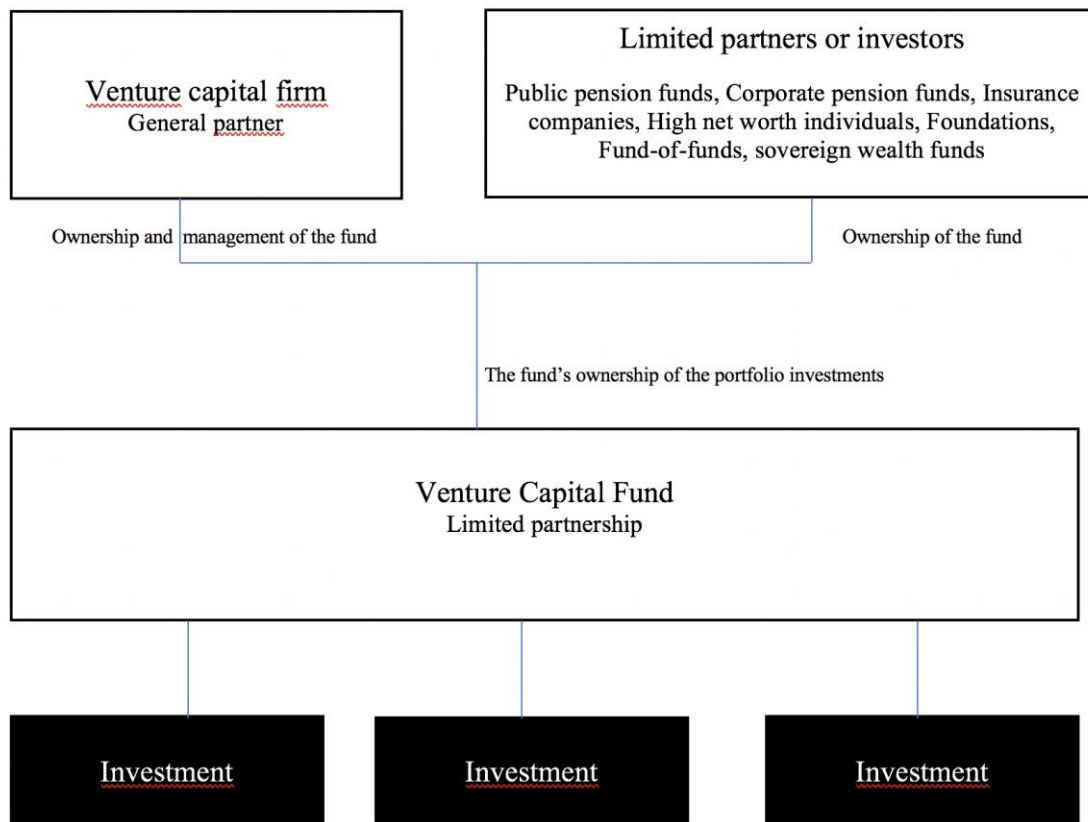 Venture capital firm
General partner
Limited partners or investors
Public pension funds, Corporate pension funds, Insurance
companies, High net worth individuals, Foundations,
Fund-of-funds, sovereign wealth funds
Ownership and management of the fund
Ownership of the fund
The fund’s ownership of the portfolio investments
Venture Capital Fund
Limited partnership
Investment
Investment
Investment